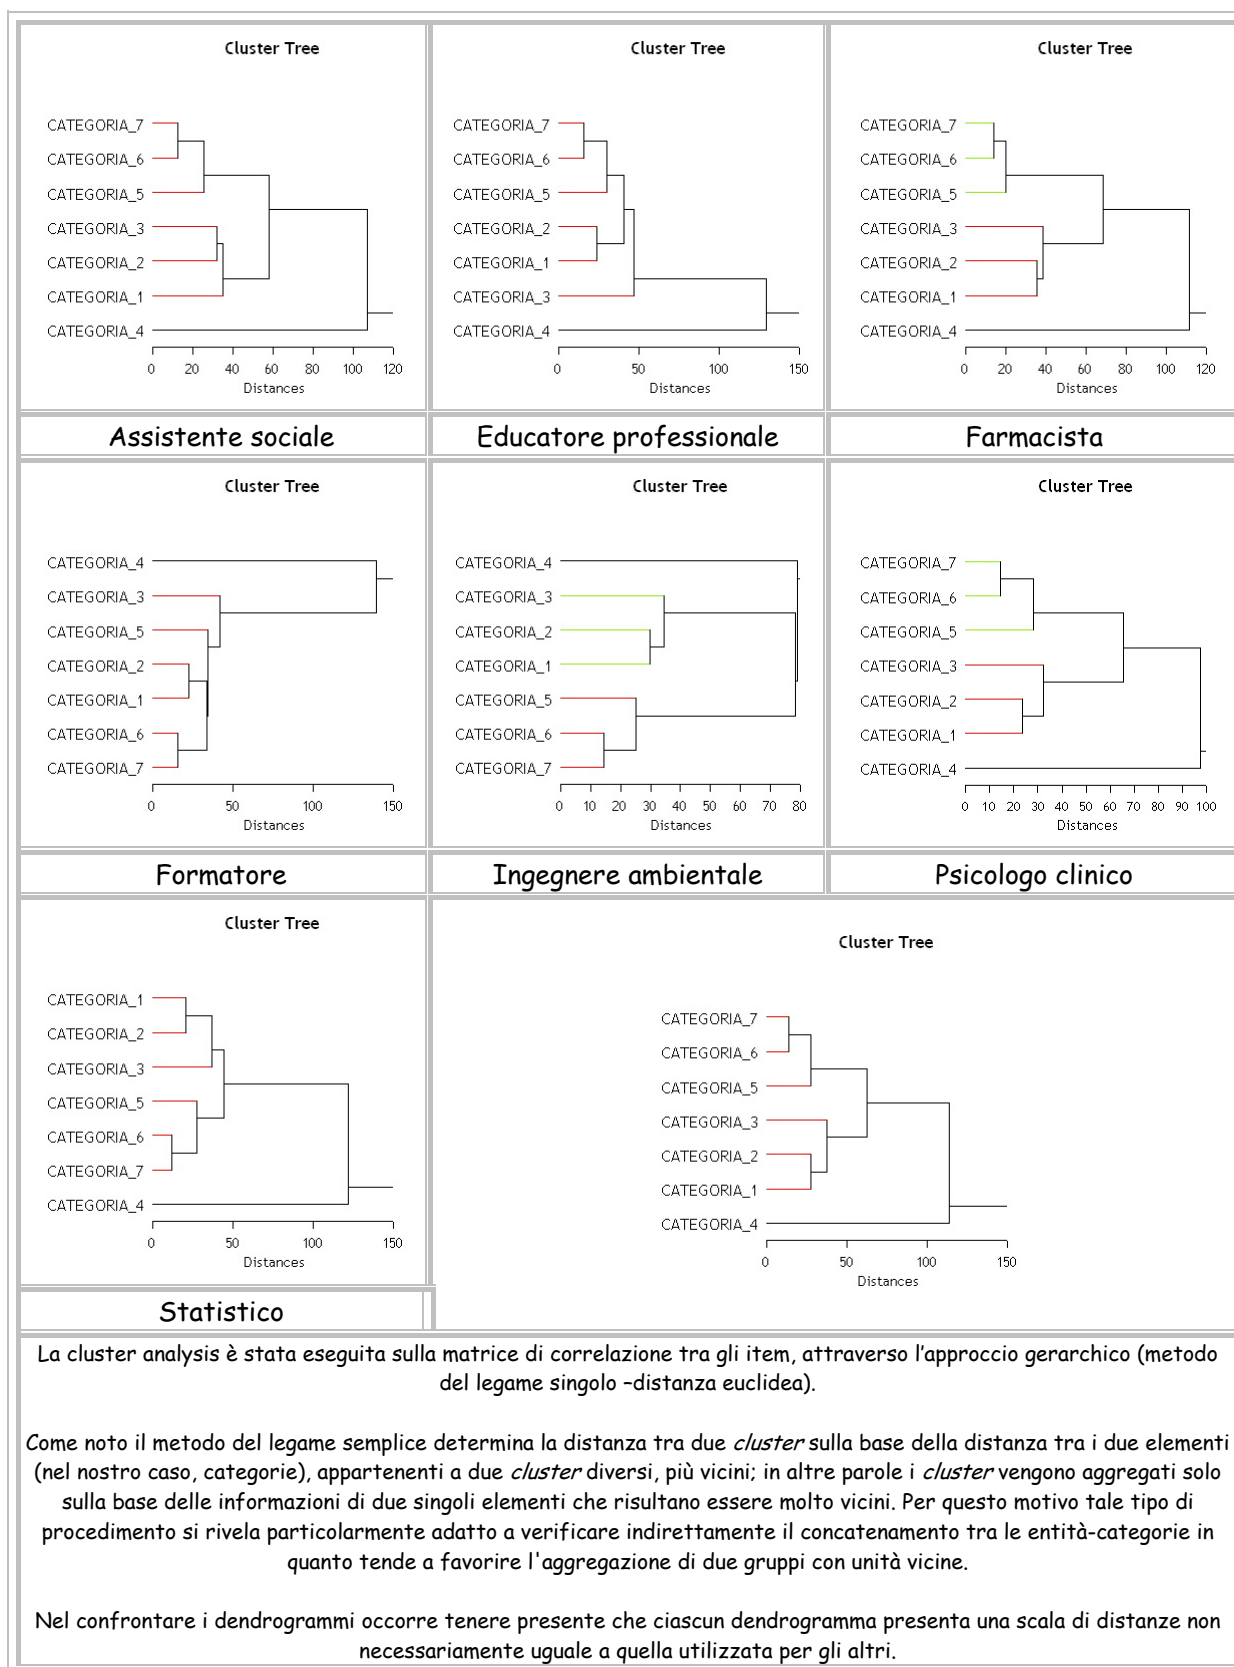 Cluster Tree
CATEGORIA_7
CATEGORIA_6
CATEGORIA_5
CATEGORIA_3
CATEGORIA_2
CATEGORIA_1
CATEGORIA_4
0 20 40 60 80 100 120
Distances
Cluster Tree
CATEGORIA_7
CATEGORIA_6
CATEGORIA_5
CATEGORIA_2
CATEGORIA_1
CATEGORIA_3
CATEGORIA_4
0 50 100 150
Distances
Cluster Tree
CATEGORIA_7
CATEGORIA_6
CATEGORIA_5
CATEGORIA_3
CATEGORIA_2
CATEGORIA_1
CATEGORIA_4
0 20 40 60 80 100 120
Distances
Assistente sociale
Educatore professionale
Farmacista
Cluster Tree
CATEGORIA_4
CATEGORIA_3
CATEGORIA_5
CATEGORIA_2
CATEGORIA_1
CATEGORIA_6
CATEGORIA_7
0 50 100 150
Distances
Cluster Tree
CATEGORIA_4
CATEGORIA_3
CATEGORIA_2
CATEGORIA_1
CATEGORIA_5
CATEGORIA_6
CATEGORIA_7
0 10 20 30 40 50 60 70 80
Distances
Cluster Tree
CATEGORIA_7
CATEGORIA_6
CATEGORIA_5
CATEGORIA_3
CATEGORIA_2
CATEGORIA_1
CATEGORIA_4
0 10 20 30 40 50 60 70 80 90 100
Distances
Formatore
Ingegnere ambientale
Psicologo clinico
Cluster Tree
CATEGORIA_1
CATEGORIA_2
CATEGORIA_3
CATEGORIA_5
CATEGORIA_6
CATEGORIA_7
CATEGORIA_4
0 50 100 150
Distances
Cluster Tree
CATEGORIA_7
CATEGORIA_6
CATEGORIA_5
CATEGORIA_3
CATEGORIA_2
CATEGORIA_1
CATEGORIA_4
0 50 100 150
Distances
Statistico
La cluster analysis è stata eseguita sulla matrice di correlazione tra gli item, attraverso l'approccio gerarchico (metodo
del legame singolo –distanza euclidea).
Come noto il metodo del legame semplice determina la distanza tra due cluster sulla base della distanza tra i due elementi
(nel nostro caso, categorie), appartenenti a due cluster diversi, più vicini; in altre parole i cluster vengono aggregati solo
sulla base delle informazioni di due singoli elementi che risultano essere molto vicini. Per questo motivo tale tipo di
procedimento si rivela particolarmente adatto a verificare indirettamente il concatenamento tra le entità-categorie in
quanto tende a favorire l'aggregazione di due gruppi con unità vicine.
Nel confrontare i dendrogrammi occorre tenere presente che ciascun dendrogramma presenta una scala di distanze non
necessariamente uguale a quella utilizzata per gli altri.